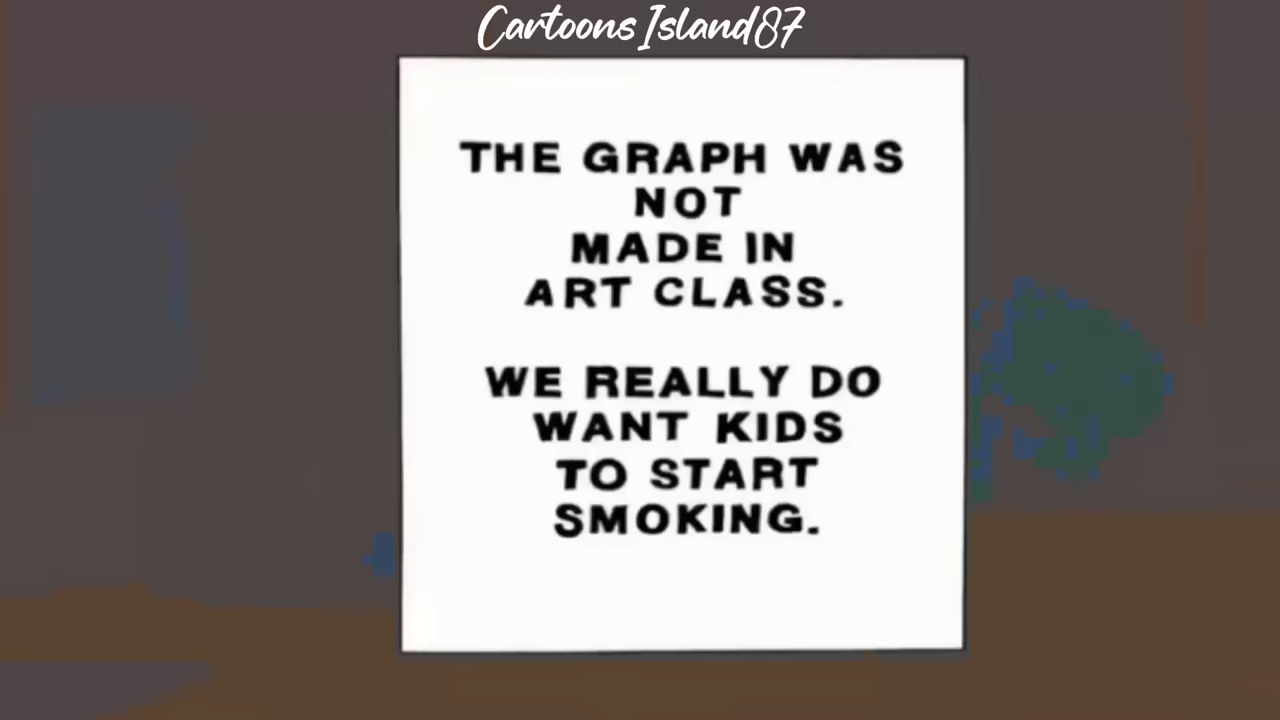 Cartoons Island87
THE GRAPH WAS
NOT
MADE IN
ART CLASS.
WE REALLY DO
WANT KIDS
TO START
SMOKING.